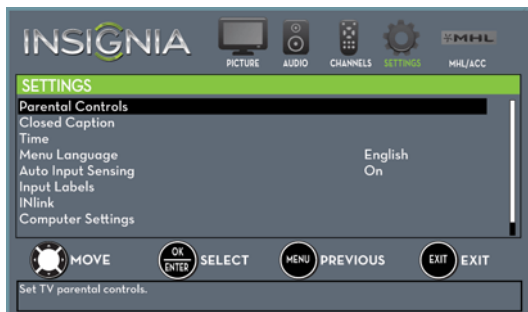 INSIGNIA
PICTURE AUDIO CHANNELS SETTINGS MHL/ACC
MHL
SETTINGS
Parental Controls
Closed Caption
Time
Menu Language English
Auto Input Sensing On
Input Labels
INlink
Computer Settings
MOVE OK ENTER SELECT MENU PREVIOUS EXIT EXIT
Set TV parental controls.